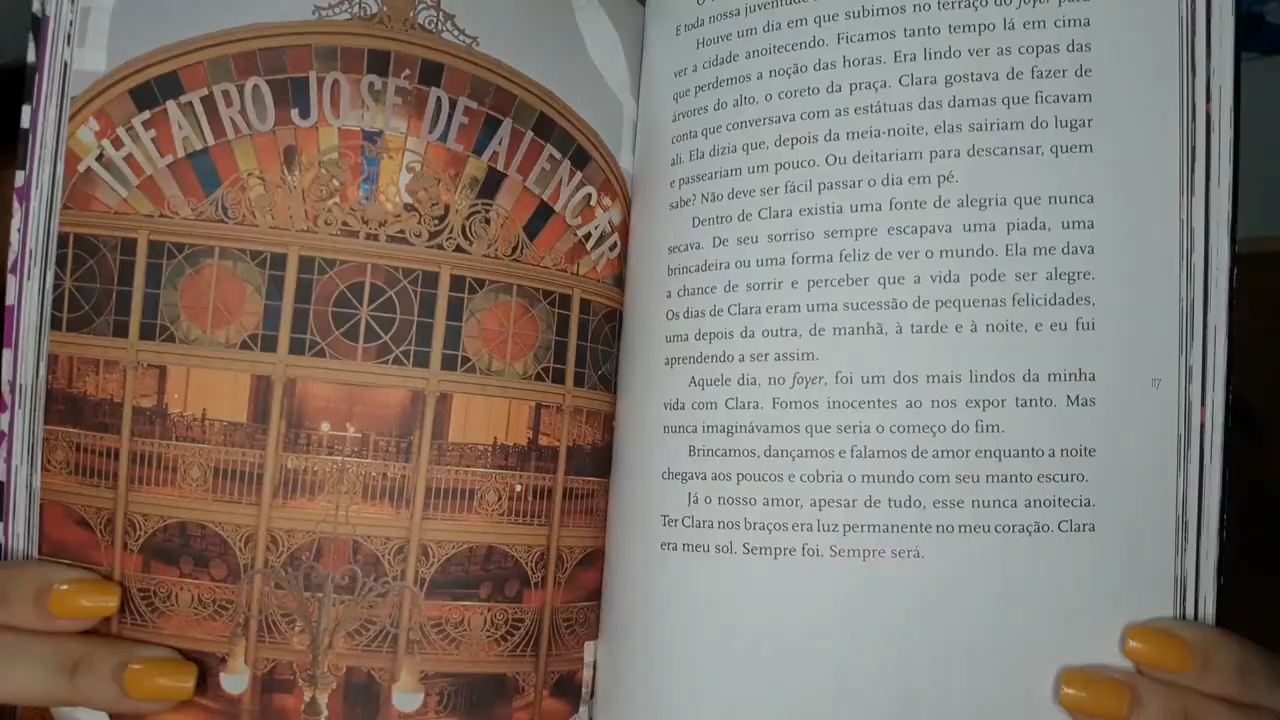 THEATRO JOSÉ DE ALENCAR
E toda nossa juventude
Houve um dia em que subimos no terraço do foyer para
ver a cidade anoitecendo. Ficamos tanto tempo lá em cima
que perdemos a noção das horas. Era lindo ver as copas das
árvores do alto, o coreto da praça. Clara gostava de fazer de
conta que conversava com as estátuas das damas que ficavam
ali. Ela dizia que, depois da meia-noite, elas sairiam do lugar
e passeariam um pouco. Ou deitariam para descansar, quem
sabe? Não deve ser fácil passar o dia em pé.
Dentro de Clara existia uma fonte de alegria que nunca
secava. De seu sorriso sempre escapava uma piada, uma
brincadeira ou uma forma feliz de ver o mundo. Ela me dava
a chance de sorrir e perceber que a vida pode ser alegre.
Os dias de Clara eram uma sucessão de pequenas felicidades,
uma depois da outra, de manhã, à tarde e à noite, e eu fui
aprendendo a ser assim.
Aquele dia, no foyer, foi um dos mais lindos da minha
vida com Clara. Fomos inocentes ao nos expor tanto. Mas
nunca imaginávamos que seria o começo do fim.
Brincamos, dançamos e falamos de amor enquanto a noite
chegava aos poucos e cobria o mundo com seu manto escuro.
Já o nosso amor, apesar de tudo, esse nunca anoitecia.
Ter Clara nos braços era luz permanente no meu coração. Clara
era meu sol. Sempre foi. Sempre será.
117